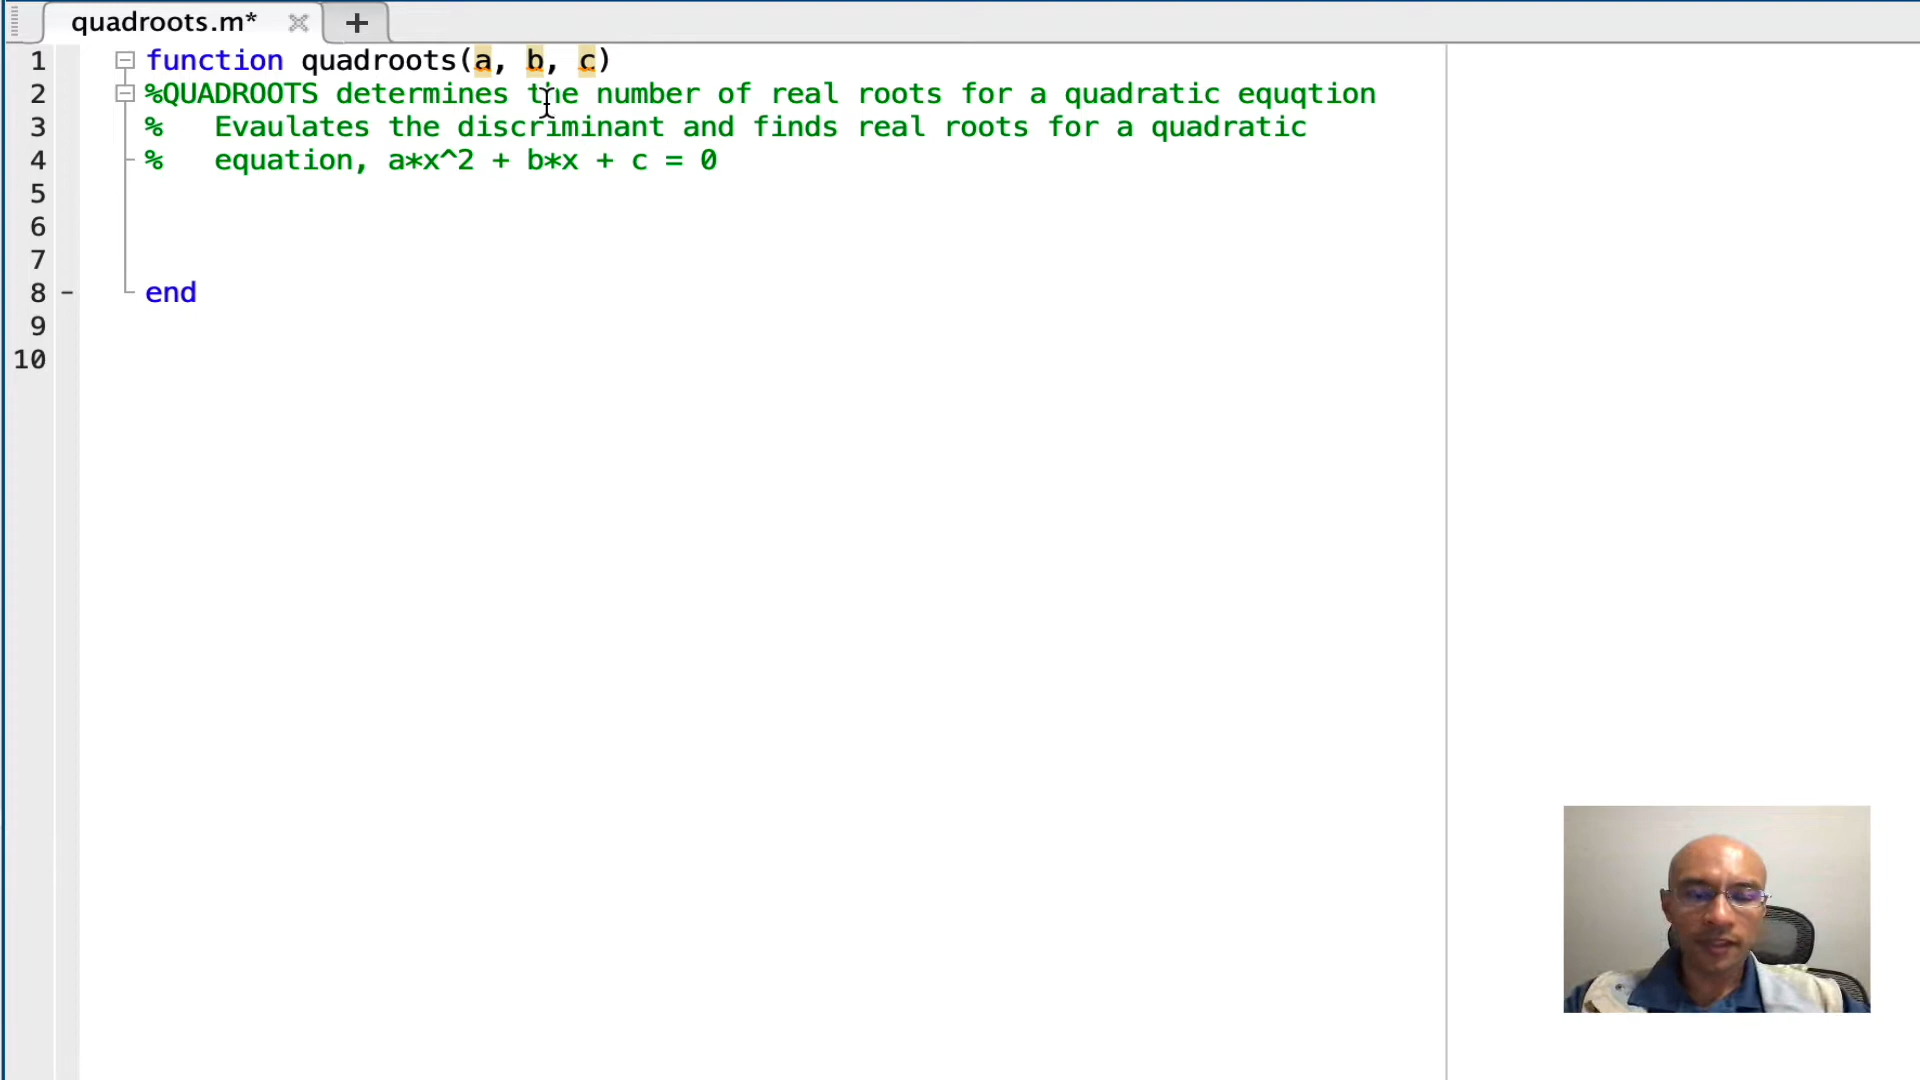 quadroots.m*
1 function quadroots(a, b, c)
2 %QUADROOTS determines the number of real roots for a quadratic equqtion
3 %   Evaulates the discriminant and finds real roots for a quadratic
4 %   equation, a*x^2 + b*x + c = 0
5
6
7
8 end
9
10